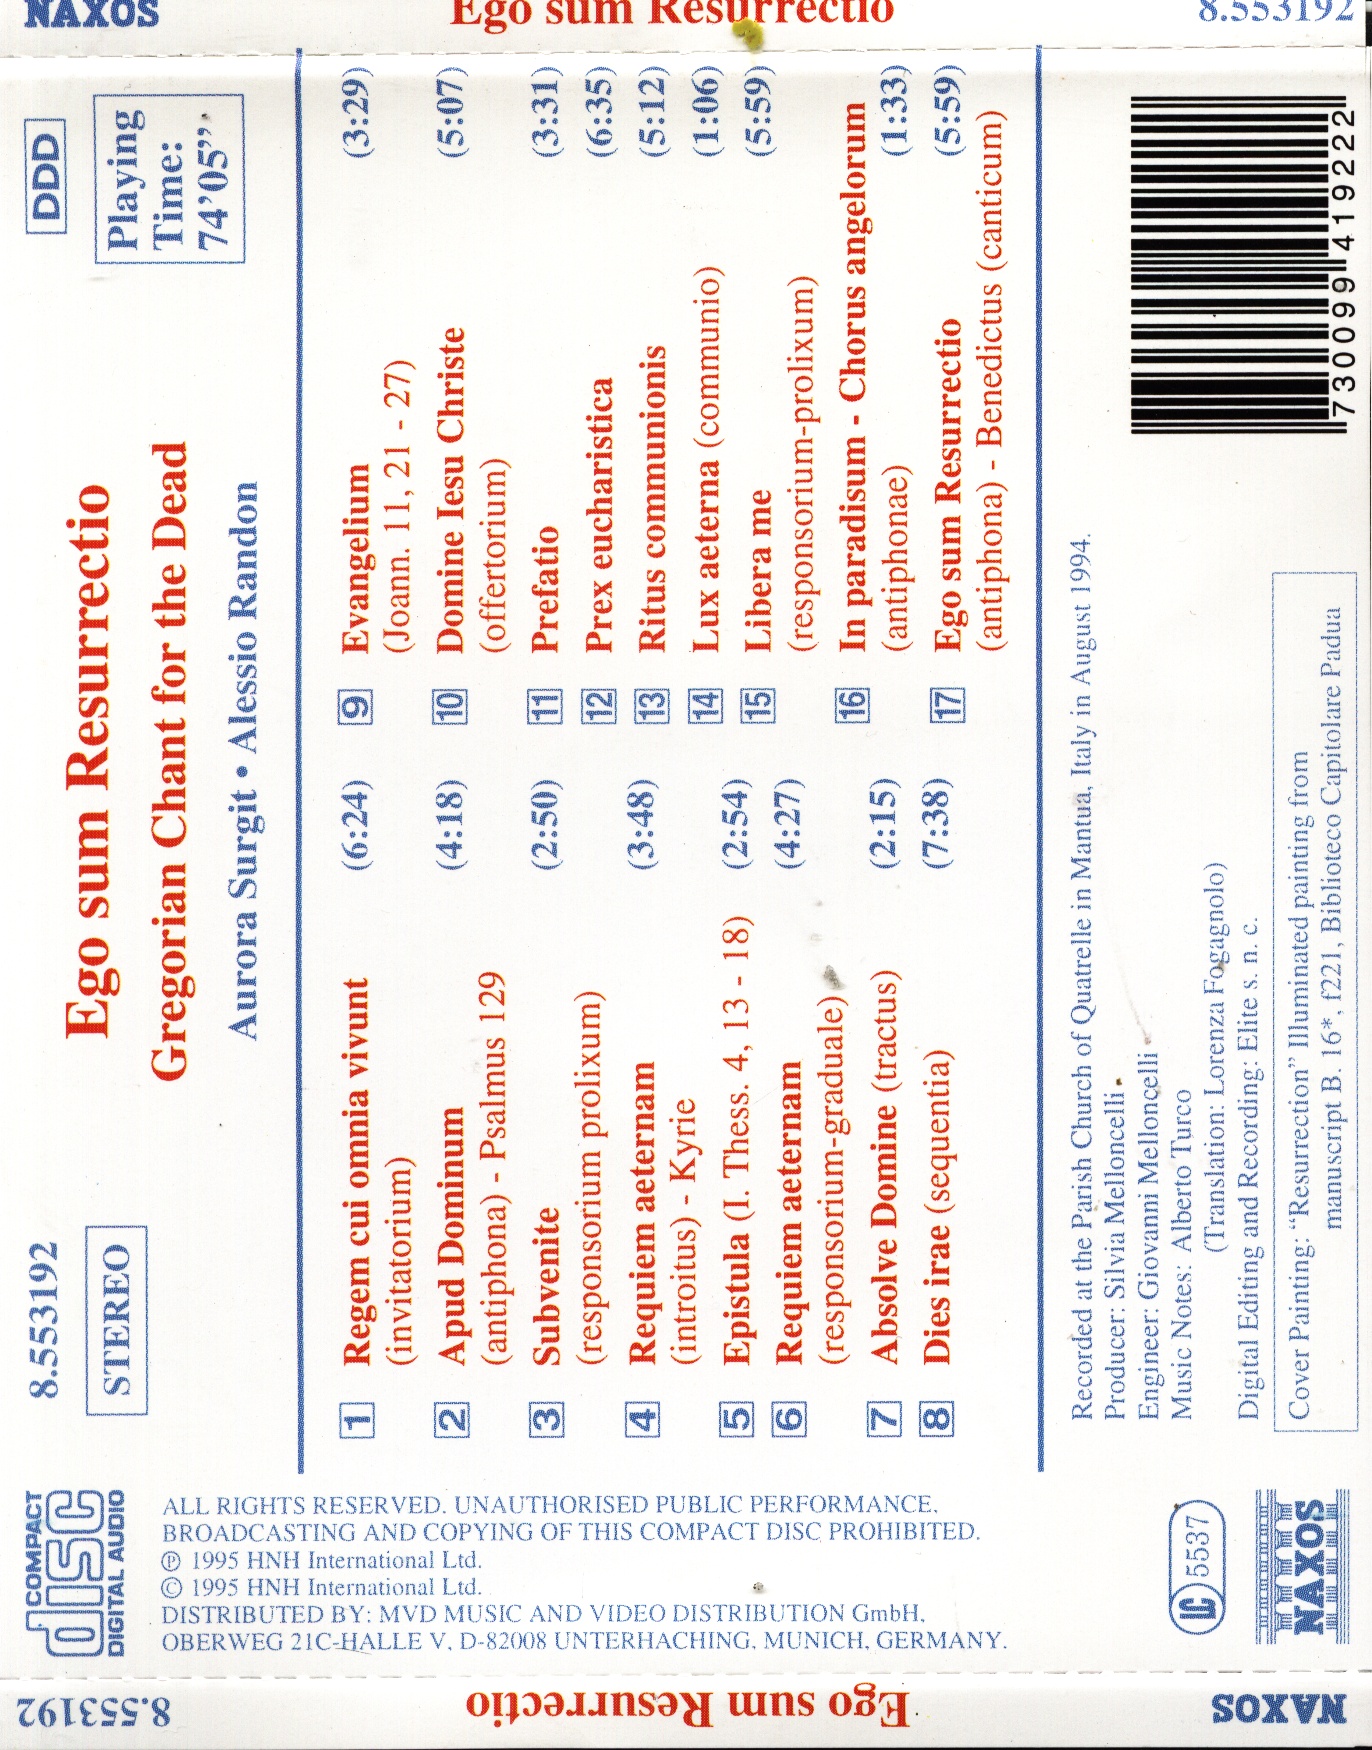 NAXOS
Ego sum Resurrectio
8.553192
8.553192
STEREO
Ego sum Resurrectio
Gregorian Chant for the Dead
Aurora Surgit • Alessio Randon
DDD
Playing
Time:
74’05”
1 Regem cui omnia vivunt (6:24)
(invitatorium)
2 Apud Dominum (4:18)
(antiphona) - Psalmus 129
3 Subvenite (2:50)
(responsorium prolixum)
4 Requiem aeternam (3:48)
(introitus) - Kyrie
5 Epistula (I. Thess. 4, 13 - 18) (2:54)
6 Requiem aeternam (4:27)
(responsorium-graduale)
7 Absolve Domine (tractus) (2:15)
8 Dies irae (sequentia) (7:38)
9 Evangelium (3:29)
(Joann. 11, 21 - 27)
10 Domine Iesu Christe (5:07)
(offertorium)
11 Prefatio (3:31)
12 Prex eucharistica (6:35)
13 Ritus communionis (5:12)
14 Lux aeterna (communio) (1:06)
15 Libera me (5:59)
(responsorium-prolixum)
16 In paradisum - Chorus angelorum
(antiphonae) (1:33)
17 Ego sum Resurrectio (5:59)
(antiphona) - Benedictus (canticum)
Recorded at the Parish Church of Quatrelle in Mantua, Italy in August 1994.
Producer: Silvia Melloncelli
Engineer: Giovanni Melloncelli
Music Notes: Alberto Turco
(Translation: Lorenza Fogagnolo)
Digital Editing and Recording: Elite s. n. c.
Cover Painting: “Resurrection” Illuminated painting from
manuscript B. 16*, f221, Biblioteco Capitolare Padua
7 30099 41922 2
COMPACT
disc
DIGITAL AUDIO
ALL RIGHTS RESERVED. UNAUTHORISED PUBLIC PERFORMANCE,
BROADCASTING AND COPYING OF THIS COMPACT DISC PROHIBITED.
℗ 1995 HNH International Ltd.
© 1995 HNH International Ltd.
DISTRIBUTED BY: MVD MUSIC AND VIDEO DISTRIBUTION GmbH,
OBERWEG 21C-HALLE V, D-82008 UNTERHACHING, MUNICH, GERMANY.
LC 5537
NAXOS
NAXOS
Ego sum Resurrectio
8.553192